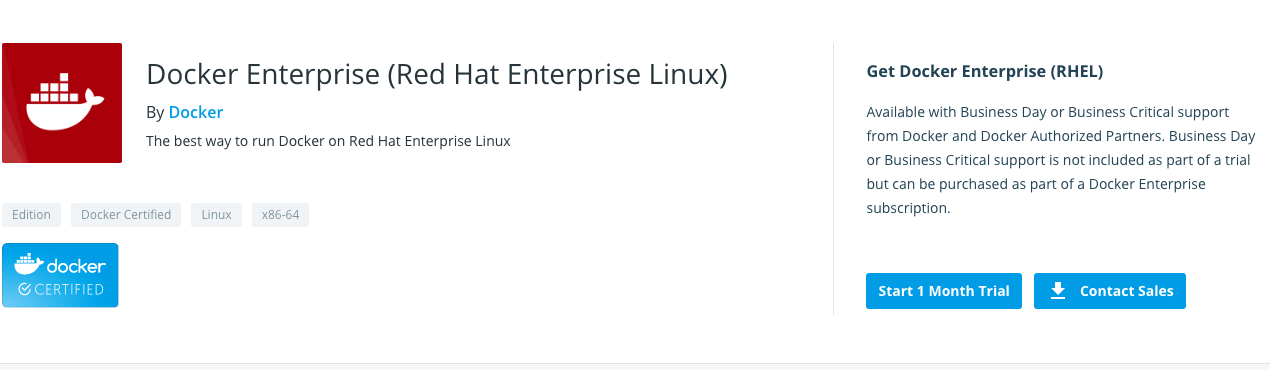 Docker Enterprise (Red Hat Enterprise Linux)
By Docker
The best way to run Docker on Red Hat Enterprise Linux
Edition
Docker Certified
Linux
x86-64
docker
CERTIFIED
Get Docker Enterprise (RHEL)
Available with Business Day or Business Critical support
from Docker and Docker Authorized Partners. Business Day
or Business Critical support is not included as part of a trial
but can be purchased as part of a Docker Enterprise
subscription.
Start 1 Month Trial
Contact Sales